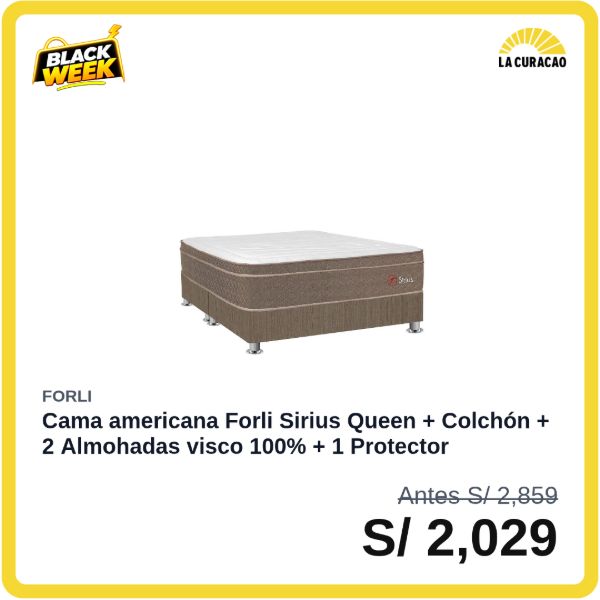 BLACK
WEEK
LA CURACAO
Sirius
FORLI
Cama americana Forli Sirius Queen + Colchón +
2 Almohadas visco 100% + 1 Protector
Antes S/ 2,859
S/ 2,029